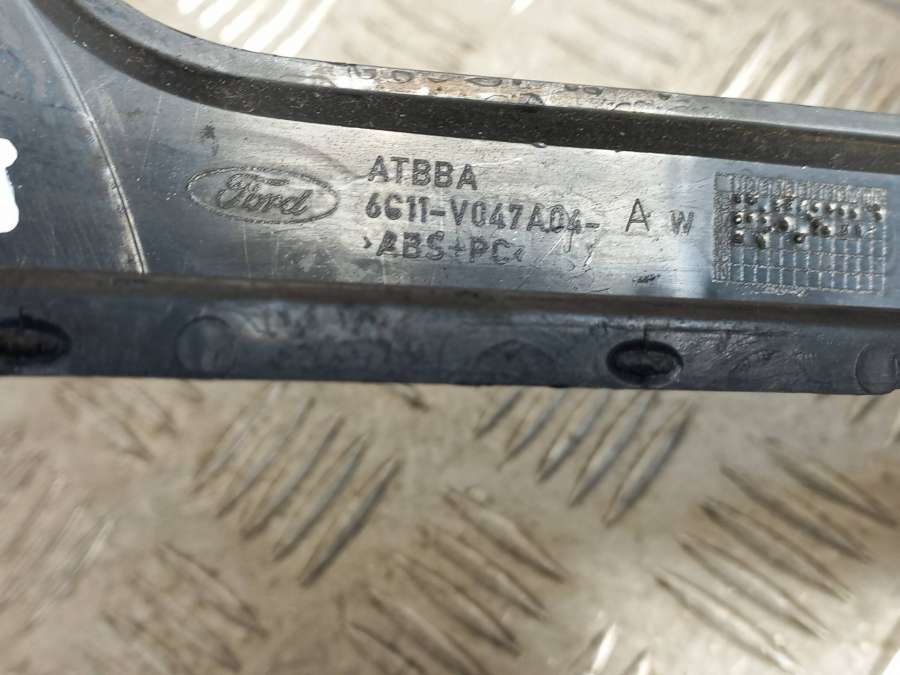 Ford
ATBBA
6C11-V047A04- A W
>ABS+PC<